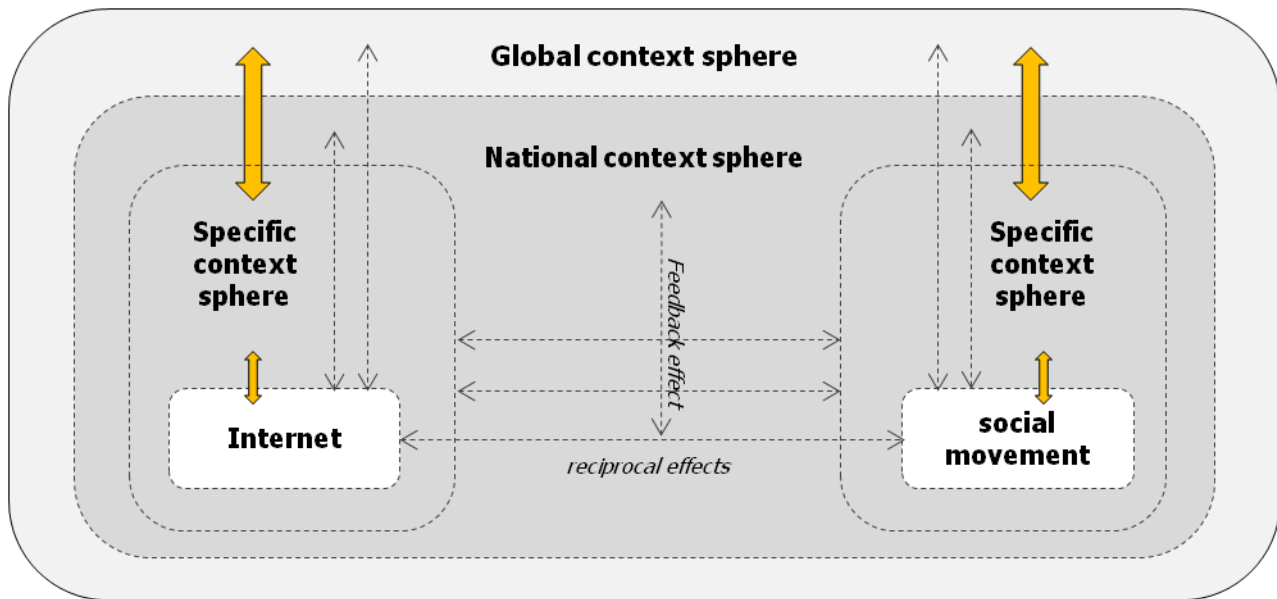 Global context sphere
National context sphere
Specific
context
sphere
Specific
context
sphere
Feedback effect
Internet
social
movement
reciprocal effects